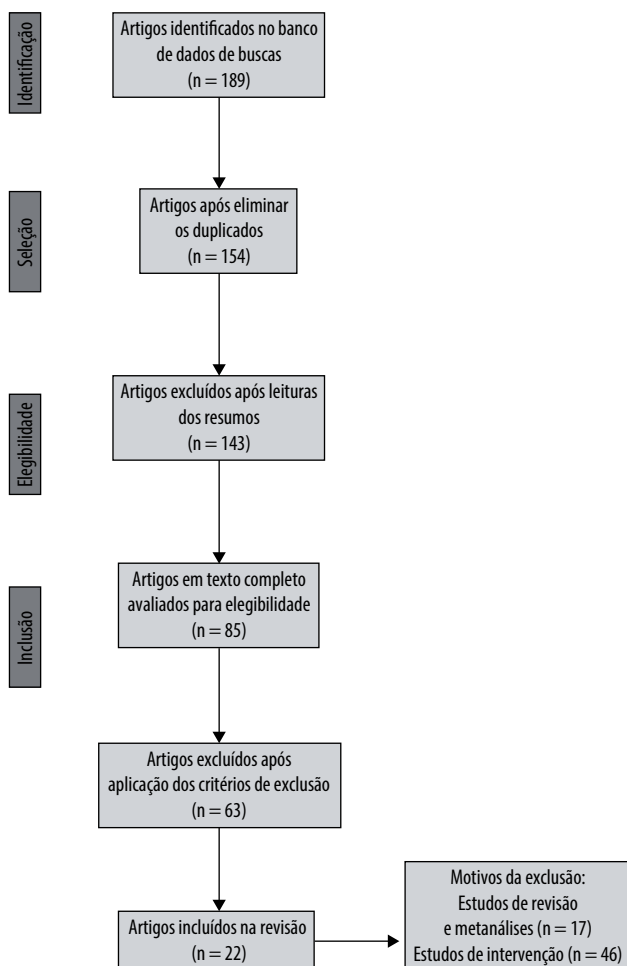 Identificação
Artigos identificados no banco
de dados de buscas
(n = 189)
Seleção
Artigos após eliminar
os duplicados
(n = 154)
Elegibilidade
Artigos excluídos após leituras
dos resumos
(n = 143)
Inclusão
Artigos em texto completo
avaliados para elegibilidade
(n = 85)
Artigos excluídos após
aplicação dos critérios de exclusão
(n = 63)
Artigos incluídos na revisão
(n = 22)
Motivos da exclusão:
Estudos de revisão
e metanálises (n = 17)
Estudos de intervenção (n = 46)